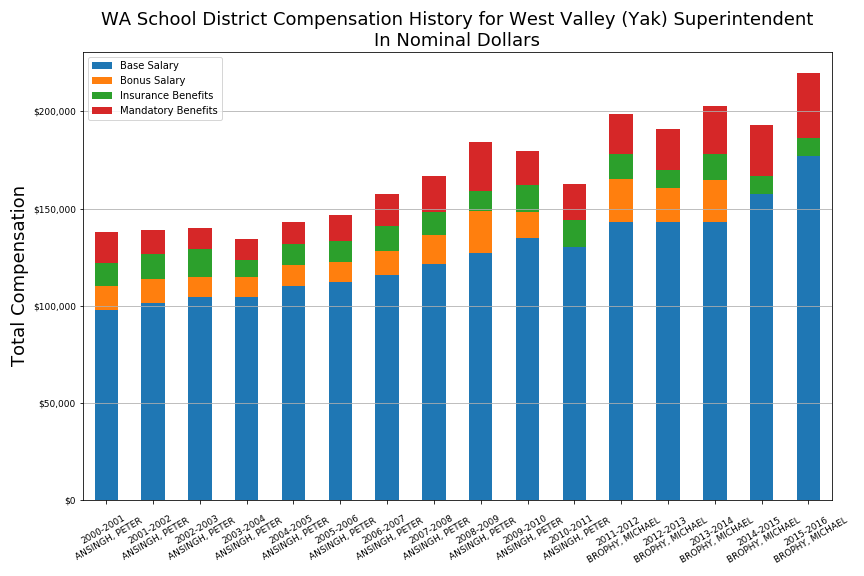 WA School District Compensation History for West Valley (Yak) Superintendent
In Nominal Dollars
Base Salary
Bonus Salary
Insurance Benefits
Mandatory Benefits
Total Compensation
$200,000
$150,000
$100,000
$50,000
$0
2000-2001
ANSINGH, PETER
2001-2002
ANSINGH, PETER
2002-2003
ANSINGH, PETER
2003-2004
ANSINGH, PETER
2004-2005
ANSINGH, PETER
2005-2006
ANSINGH, PETER
2006-2007
ANSINGH, PETER
2007-2008
ANSINGH, PETER
2008-2009
ANSINGH, PETER
2009-2010
ANSINGH, PETER
2010-2011
ANSINGH, PETER
2011-2012
BROPHY, MICHAEL
2012-2013
BROPHY, MICHAEL
2013-2014
BROPHY, MICHAEL
2014-2015
BROPHY, MICHAEL
2015-2016
BROPHY, MICHAEL